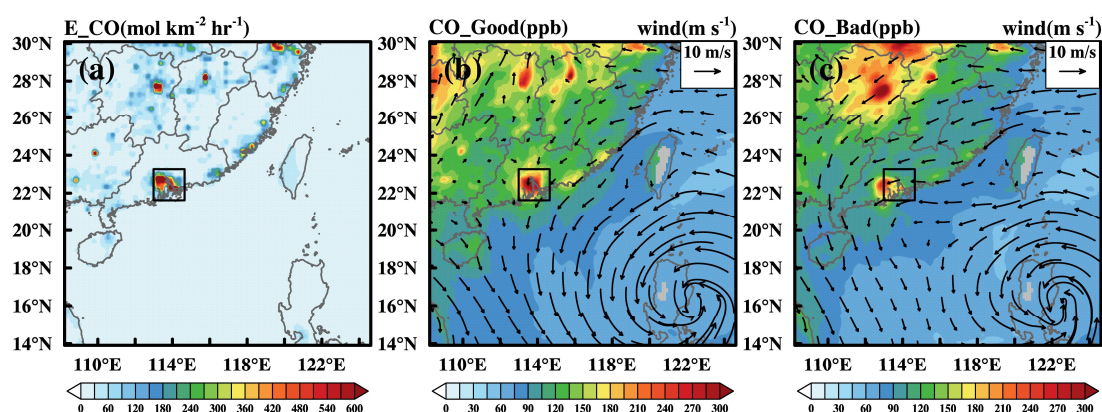 E_CO(mol km⁻² hr⁻¹)
30°N
28°N
26°N
24°N
22°N
20°N
18°N
16°N
14°N
(a)
110°E 114°E 118°E 122°E
0 60 120 180 240 300 360 420 480 540 600
CO_Good(ppb) wind(m s⁻¹)
10 m/s
30°N
28°N
26°N
24°N
22°N
20°N
18°N
16°N
14°N
(b)
110°E 114°E 118°E 122°E
0 30 60 90 120 150 180 210 240 270 300
CO_Bad(ppb) wind(m s⁻¹)
10 m/s
30°N
28°N
26°N
24°N
22°N
20°N
18°N
16°N
14°N
(c)
110°E 114°E 118°E 122°E
0 30 60 90 120 150 180 210 240 270 300